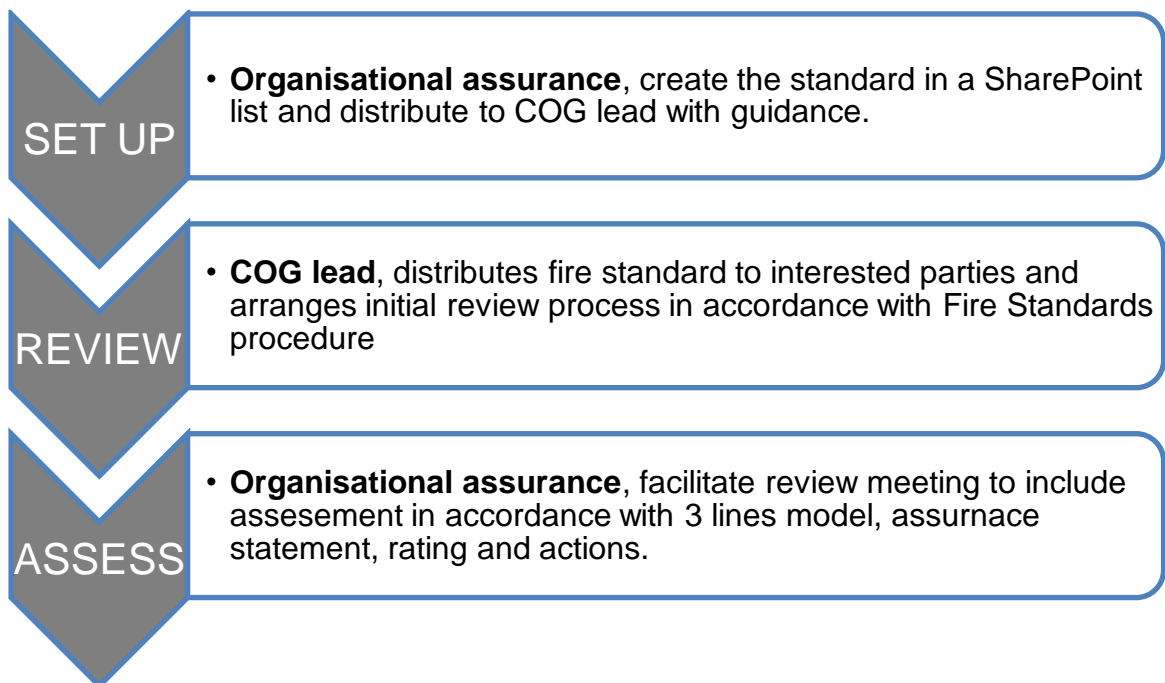 SET UP
• Organisational assurance, create the standard in a SharePoint
list and distribute to COG lead with guidance.
REVIEW
• COG lead, distributes fire standard to interested parties and
arranges initial review process in accordance with Fire Standards
procedure
ASSESS
• Organisational assurance, facilitate review meeting to include
assesement in accordance with 3 lines model, assurnace
statement, rating and actions.